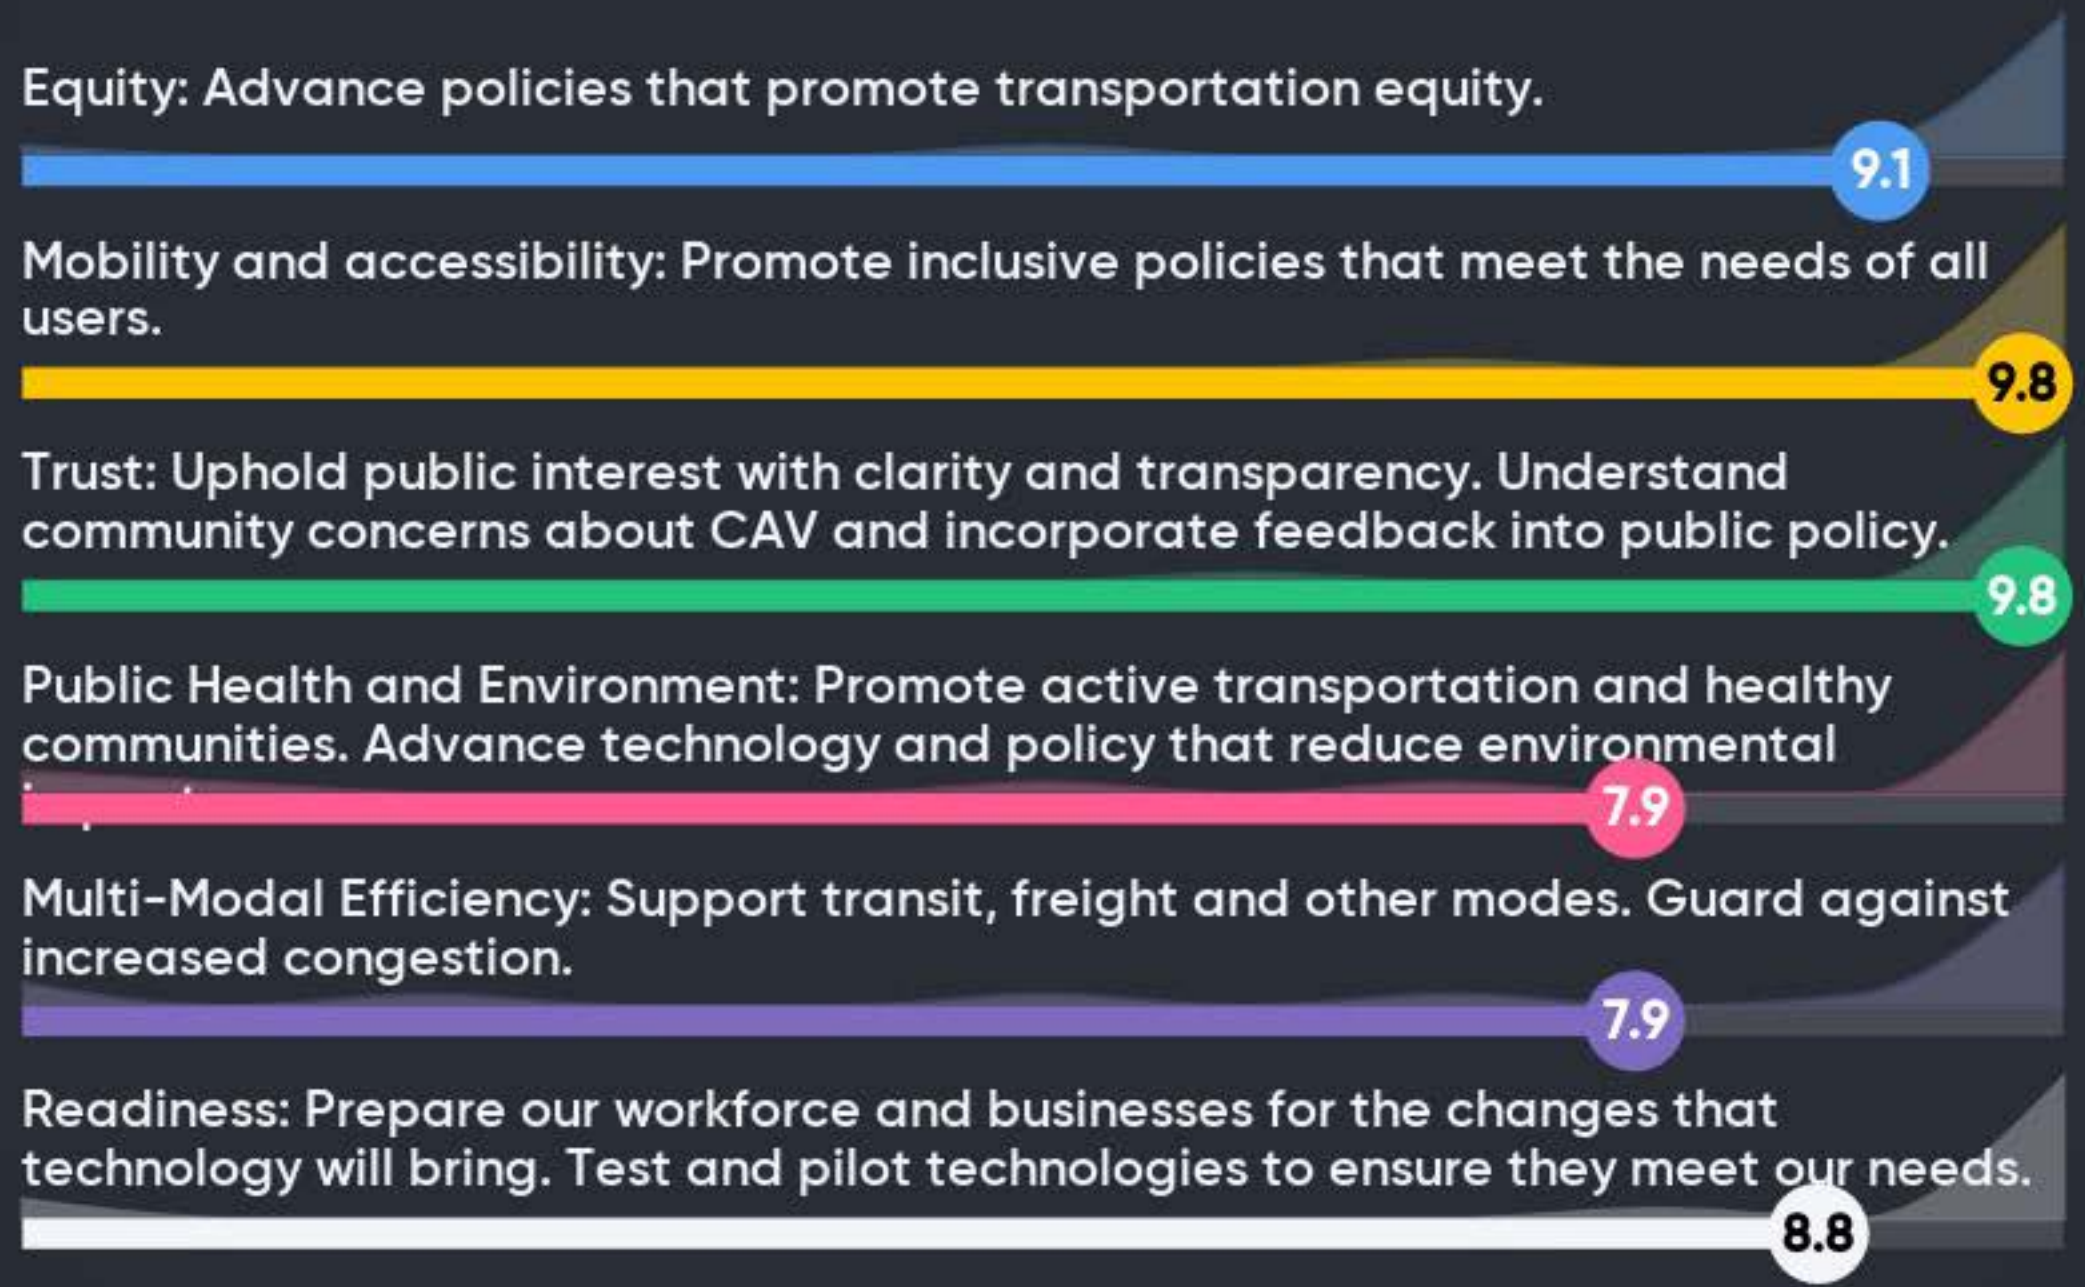 Equity: Advance policies that promote transportation equity.
9.1
Mobility and accessibility: Promote inclusive policies that meet the needs of all
users.
9.8
Trust: Uphold public interest with clarity and transparency. Understand
community concerns about CAV and incorporate feedback into public policy.
9.8
Public Health and Environment: Promote active transportation and healthy
communities. Advance technology and policy that reduce environmental
7.9
Multi-Modal Efficiency: Support transit, freight and other modes. Guard against
increased congestion.
7.9
Readiness: Prepare our workforce and businesses for the changes that
technology will bring. Test and pilot technologies to ensure they meet our needs.
8.8